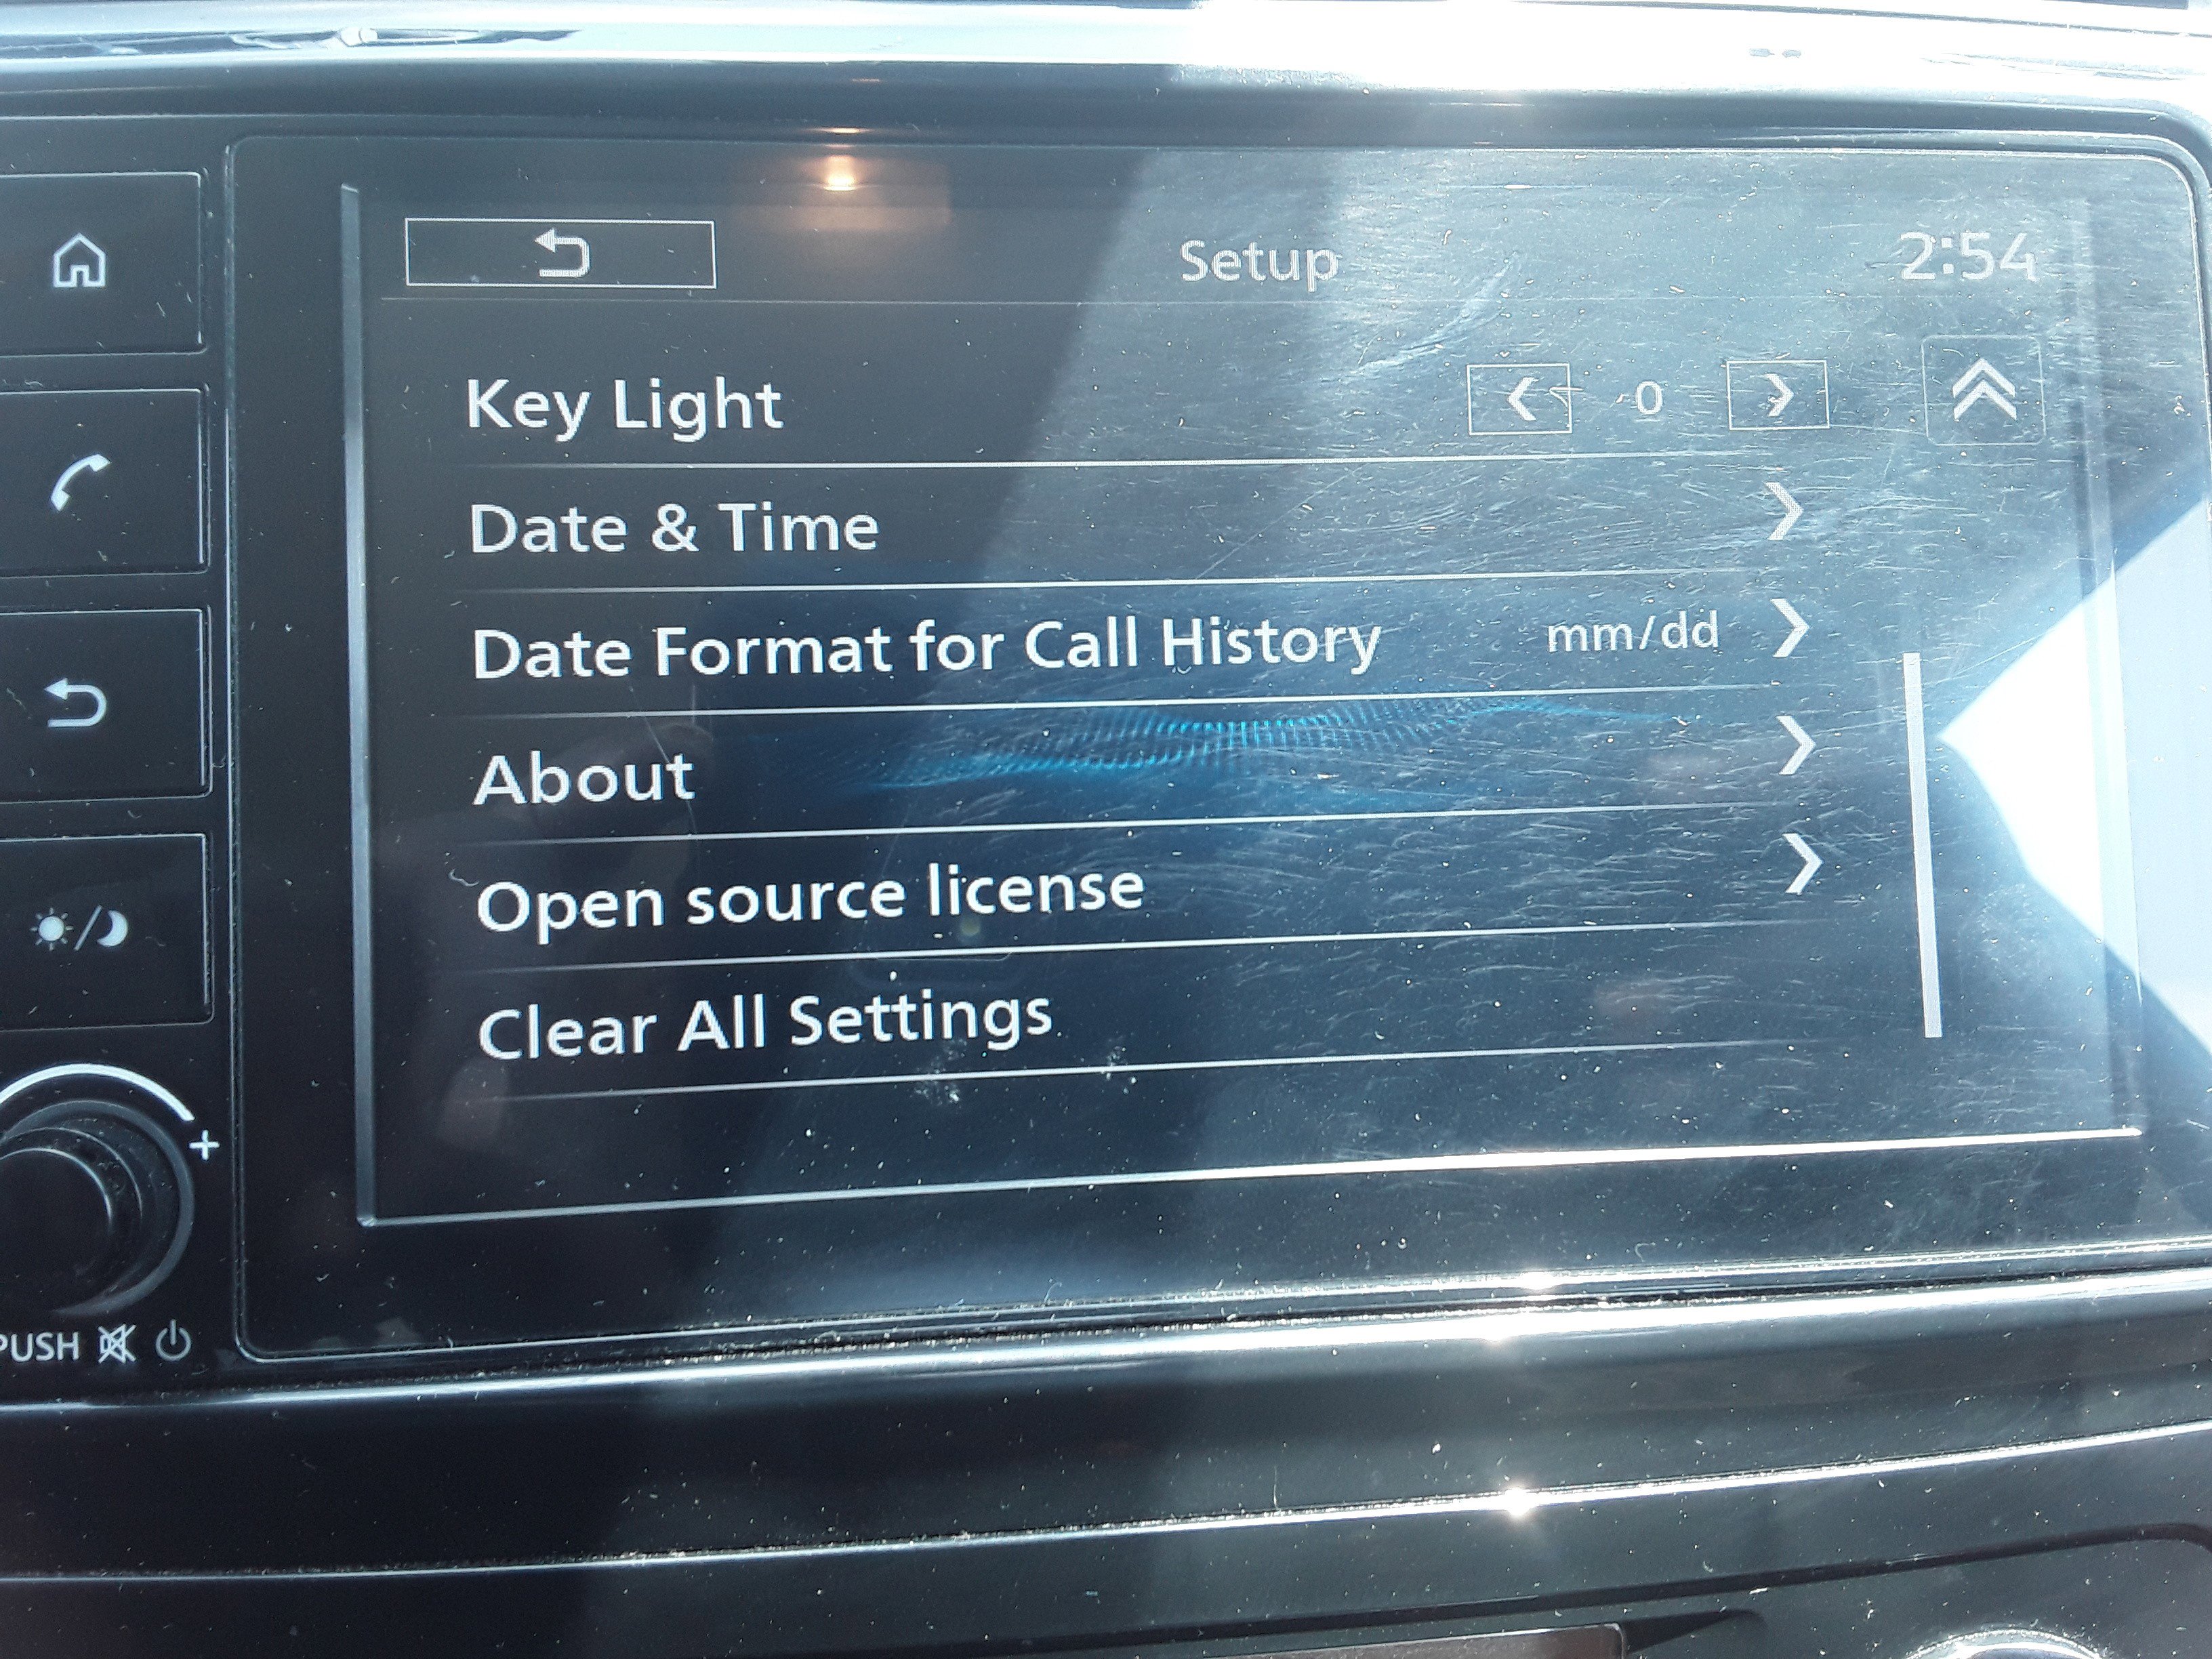 Setup 2:54
Key Light 0
Date & Time
Date Format for Call History mm/dd
About
Open source license
Clear All Settings
+
PUSH